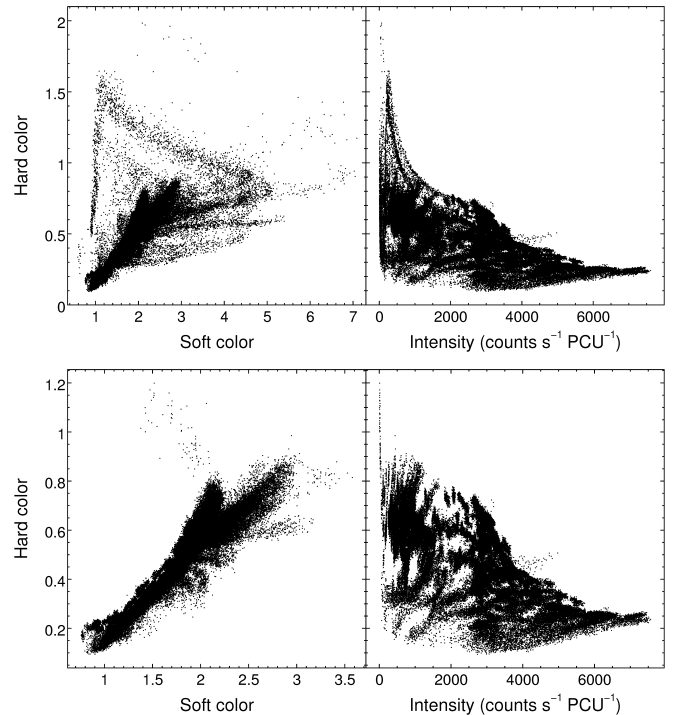 2
1.5
1
0.5
0
Hard color
1 2 3 4 5 6 7
0 2000 4000 6000
Soft color
Intensity (counts s⁻¹ PCU⁻¹)
1.2
1
0.8
0.6
0.4
0.2
Hard color
1 1.5 2 2.5 3 3.5
0 2000 4000 6000
Soft color
Intensity (counts s⁻¹ PCU⁻¹)